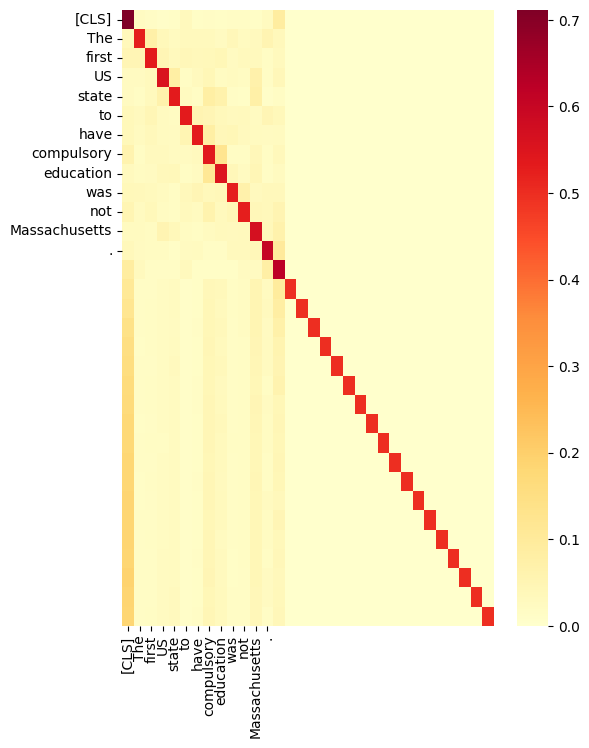 [CLS]
The
first
US
state
to
have
compulsory
education
was
not
Massachusetts
.
0.7
0.6
0.5
0.4
0.3
0.2
0.1
0.0
[CLS]
The
first
US
state
to
have
compulsory
education
was
not
Massachusetts
.